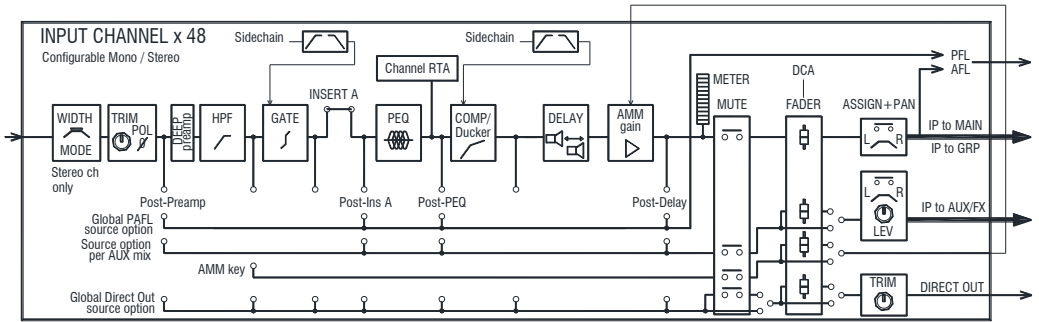 INPUT CHANNEL x 48
Configurable Mono / Stereo
Sidechain
Sidechain
Channel RTA
INSERT A
METER
DCA
MUTE
FADER
ASSIGN+PAN
PFL
AFL
WIDTH
MODE
Stereo ch
only
TRIM
POL
Ø
DEEP
preamp
HPF
GATE
PEQ
COMP/
Ducker
DELAY
AMM
gain
L R
IP to MAIN
IP to GRP
Post-Preamp
Post-Ins A
Post-PEQ
Post-Delay
L R
LEV
IP to AUX/FX
Global PAFL
source option
Source option
per AUX mix
AMM key
Global Direct Out
source option
TRIM
DIRECT OUT